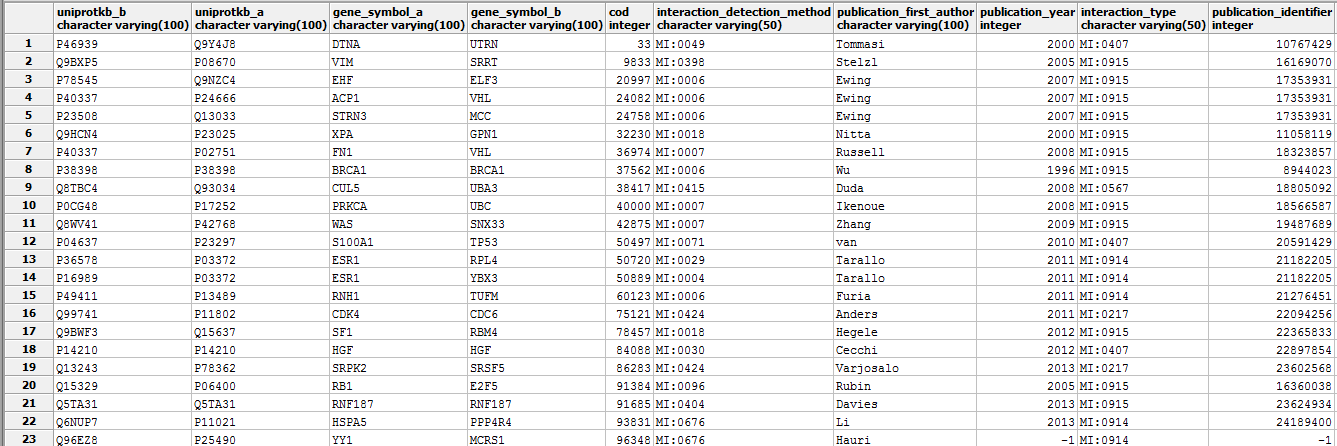 uniprotkb_b uniprotkb_a gene_symbol_a gene_symbol_b cod interaction_detection_method publication_first_author publication_year interaction_type publication_identifier
character varying(100) character varying(100) character varying(100) character varying(100) integer character varying(50) character varying(100) integer character varying(50) integer
1 P46939 Q9Y4J8 DTNA UTRN 33 MI:0049 Tommasi 2000 MI:0407 10767429
2 Q9BXP5 P08670 VIM SRRT 9833 MI:0398 Stelzl 2005 MI:0915 16169070
3 P78545 Q9NZC4 EHF ELF3 20997 MI:0006 Ewing 2007 MI:0915 17353931
4 P40337 P24666 ACP1 VHL 24082 MI:0006 Ewing 2007 MI:0915 17353931
5 P23508 Q13033 STRN3 MCC 24758 MI:0006 Ewing 2007 MI:0915 17353931
6 Q9HCN4 P23025 XPA GPN1 32230 MI:0018 Nitta 2000 MI:0915 11058119
7 P40337 P02751 FN1 VHL 36974 MI:0007 Russell 2008 MI:0915 18323857
8 P38398 P38398 BRCA1 BRCA1 37562 MI:0006 Wu 1996 MI:0915 8944023
9 Q8TBC4 Q93034 CUL5 UBA3 38417 MI:0415 Duda 2008 MI:0567 18805092
10 P0CG48 P17252 PRKCA UBC 40000 MI:0007 Ikenoue 2008 MI:0915 18566587
11 Q8WV41 P42768 WAS SNX33 42875 MI:0007 Zhang 2009 MI:0915 19487689
12 P04637 P23297 S100A1 TP53 50497 MI:0071 van 2010 MI:0407 20591429
13 P36578 P03372 ESR1 RPL4 50720 MI:0029 Tarallo 2011 MI:0914 21182205
14 P16989 P03372 ESR1 YBX3 50889 MI:0004 Tarallo 2011 MI:0914 21182205
15 P49411 P13489 RNH1 TUFM 60123 MI:0006 Furia 2011 MI:0914 21276451
16 Q99741 P11802 CDK4 CDC6 75121 MI:0424 Anders 2011 MI:0217 22094256
17 Q9BWF3 Q15637 SF1 RBM4 78457 MI:0018 Hegele 2012 MI:0915 22365833
18 P14210 P14210 HGF HGF 84088 MI:0030 Cecchi 2012 MI:0407 22897854
19 Q13243 P78362 SRPK2 SRSF5 86283 MI:0424 Varjosalo 2013 MI:0217 23602568
20 Q15329 P06400 RB1 E2F5 91384 MI:0096 Rubin 2005 MI:0915 16360038
21 Q5TA31 Q5TA31 RNF187 RNF187 91685 MI:0404 Davies 2013 MI:0915 23624934
22 Q6NUP7 P11021 HSPA5 PPP4R4 93831 MI:0676 Li 2013 MI:0914 24189400
23 Q96EZ8 P25490 YY1 MCRS1 96348 MI:0676 Hauri -1 MI:0914 -1